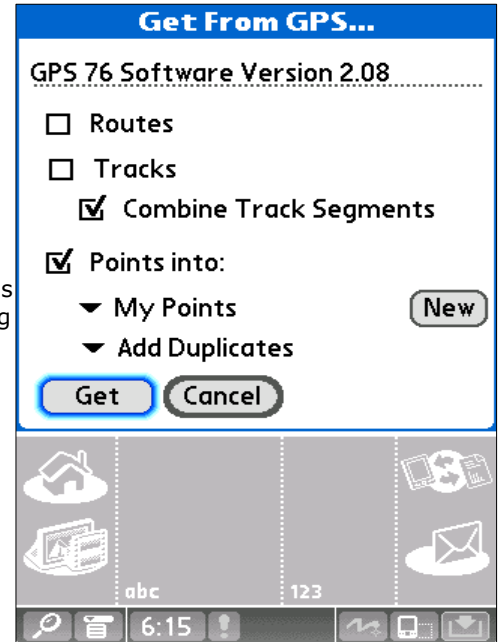 Get From GPS...
GPS 76 Software Version 2.08
Routes
Tracks
Combine Track Segments
Points into:
s
g
My Points
New
Add Duplicates
Get
Cancel
abc
123
6:15